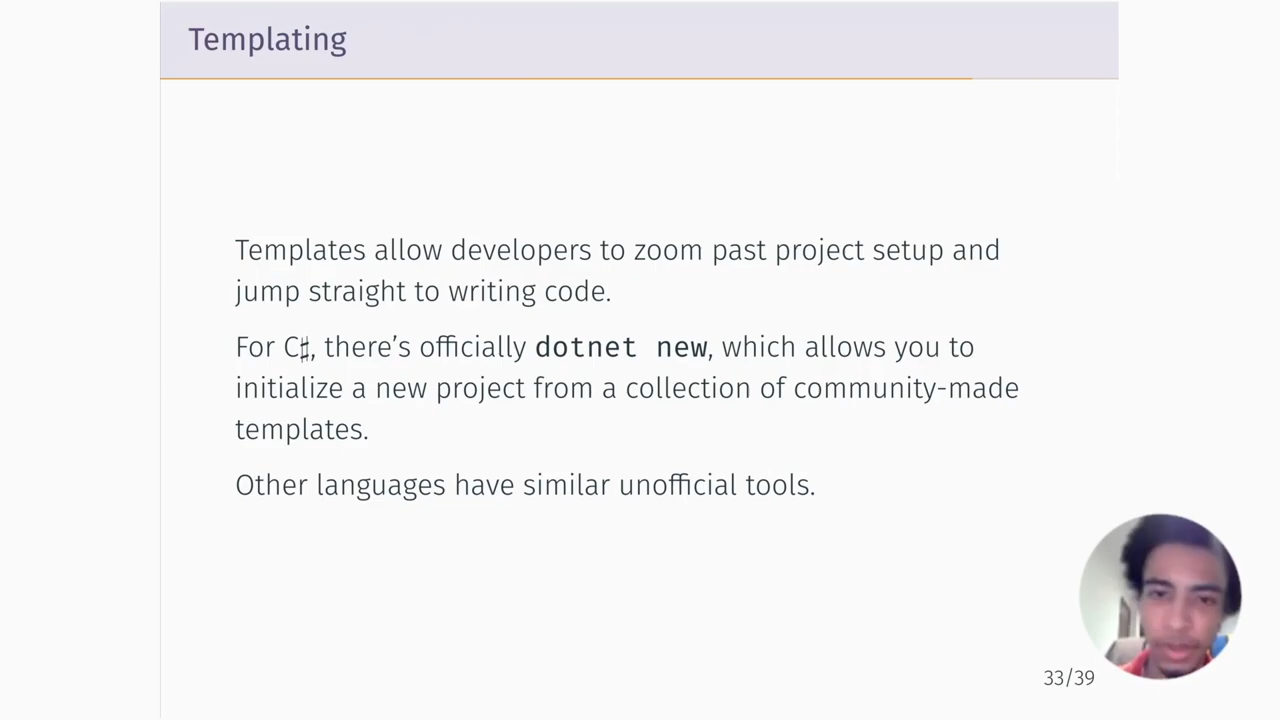 Templating
Templates allow developers to zoom past project setup and
jump straight to writing code.
For C♯, there’s officially dotnet new, which allows you to
initialize a new project from a collection of community-made
templates.
Other languages have similar unofficial tools.
33/39